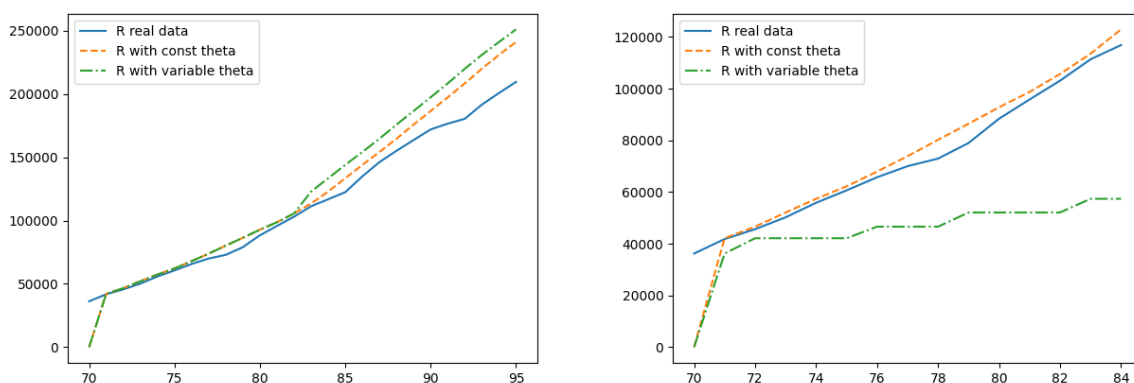 R real data
R with const theta
R with variable theta
250000
200000
150000
100000
50000
0
70 75 80 85 90 95
R real data
R with const theta
R with variable theta
120000
100000
80000
60000
40000
20000
0
70 72 74 76 78 80 82 84